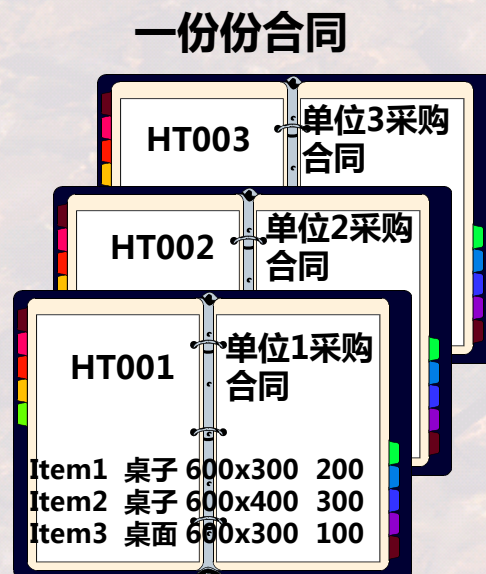 一份份合同
HT003
单位3采购
合同
HT002
单位2采购
合同
HT001
单位1采购
合同
Item1 桌子 600x300 200
Item2 桌子 600x400 300
Item3 桌面 600x300 100